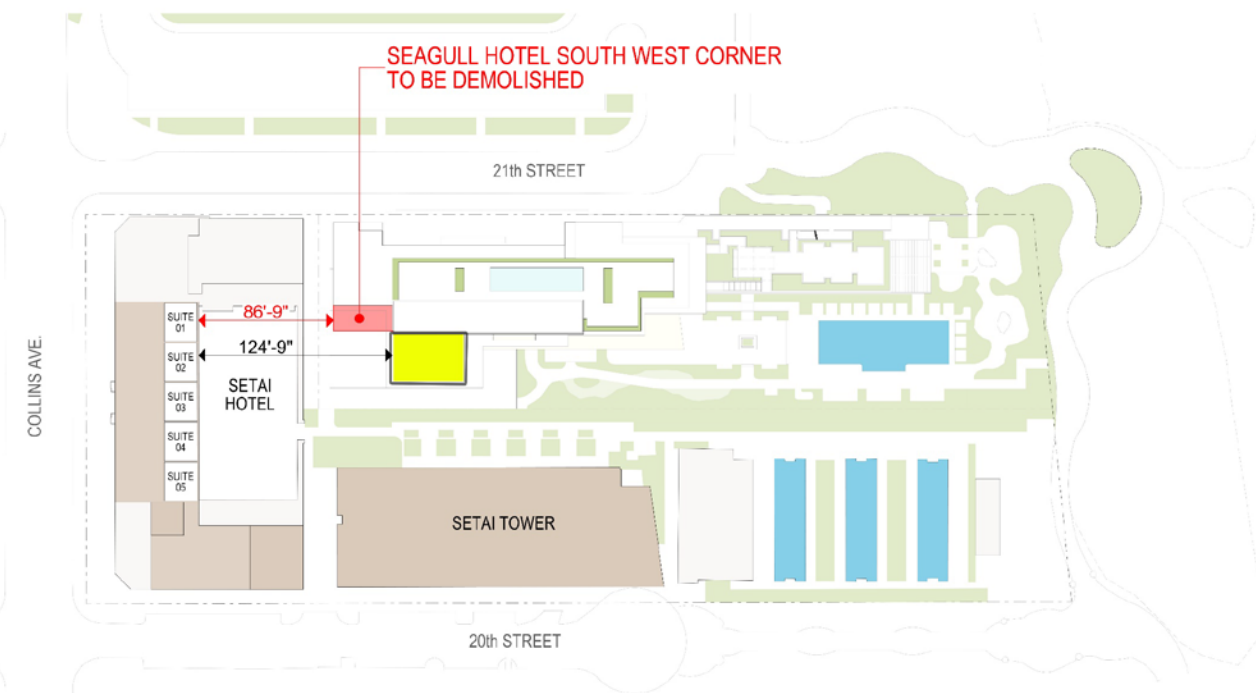 SEAGULL HOTEL SOUTH WEST CORNER
TO BE DEMOLISHED
21th STREET
COLLINS AVE.
SUITE
01
86'-9"
SUITE
02
124'-9"
SUITE
03
SETAI
HOTEL
SUITE
04
SUITE
05
SETAI TOWER
20th STREET